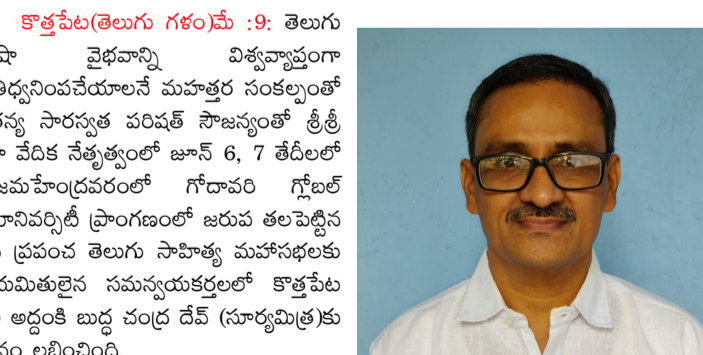 కొత్తపేట(తెలుగు గళం)మే :9: తెలుగు
వైభవాన్ని విశ్వవ్యాప్తంగా
మహత్తర సంకల్పంతో
సారస్వత పరిషత్ సౌజన్యంతో శ్రీశ్రీ
వేదిక నేతృత్వంలో జూన్ 6, 7 తేదీలలో
గోదావరి గ్లోబల్
ప్రాంగణంలో జరుప తలపెట్టిన
ప్రపంచ తెలుగు సాహిత్య మహాసభలకు
సమన్వయకర్తలలో కొత్తపేట
అద్దంకి బుద్ధ చంద్ర దేవ్ (సూర్యమిత్ర)కు
లభించింది.